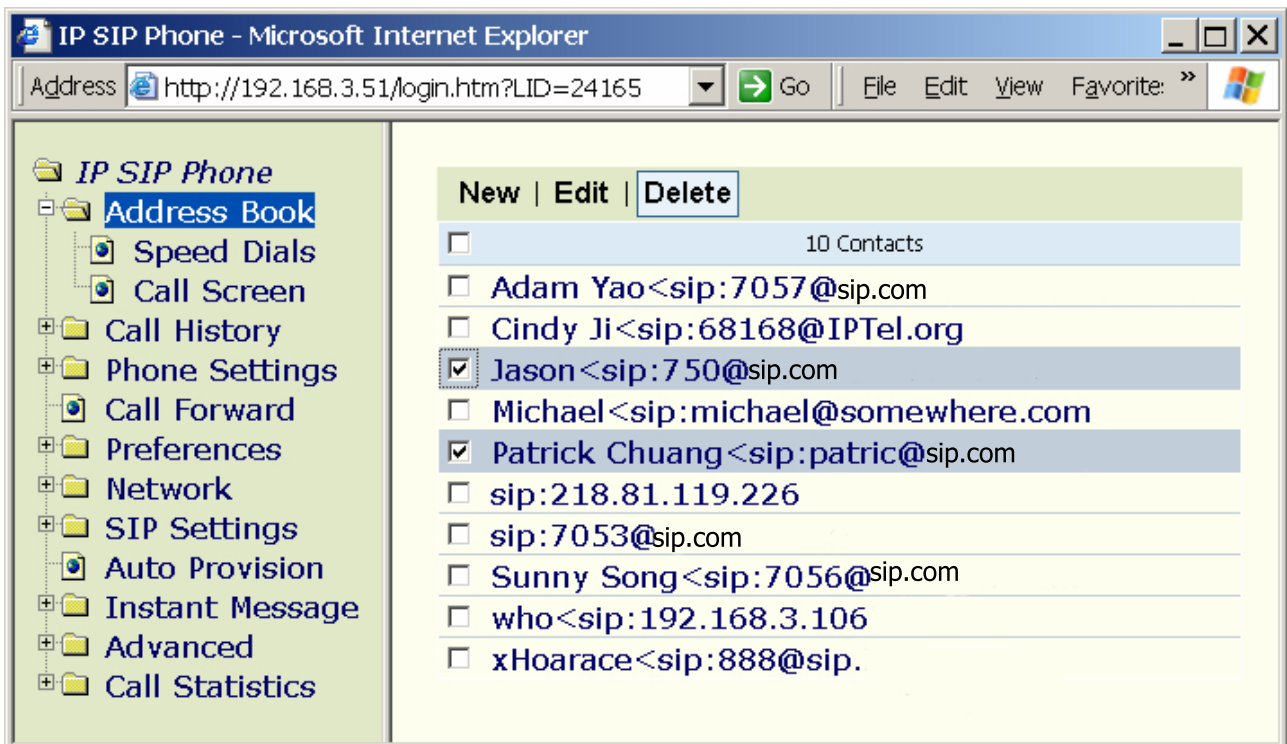 IP SIP Phone - Microsoft Internet Explorer
Address http://192.168.3.51/login.htm?LID=24165 Go File Edit View Favorite: »
IP SIP Phone
Address Book
Speed Dials
Call Screen
Call History
Phone Settings
Call Forward
Preferences
Network
SIP Settings
Auto Provision
Instant Message
Advanced
Call Statistics
New | Edit | Delete
10 Contacts
Adam Yao<sip:7057@sip.com
Cindy Ji<sip:68168@IPTel.org
Jason<sip:750@sip.com
Michael<sip:michael@somewhere.com
Patrick Chuang<sip:patric@sip.com
sip:218.81.119.226
sip:7053@sip.com
Sunny Song<sip:7056@sip.com
who<sip:192.168.3.106
xHoarace<sip:888@sip.